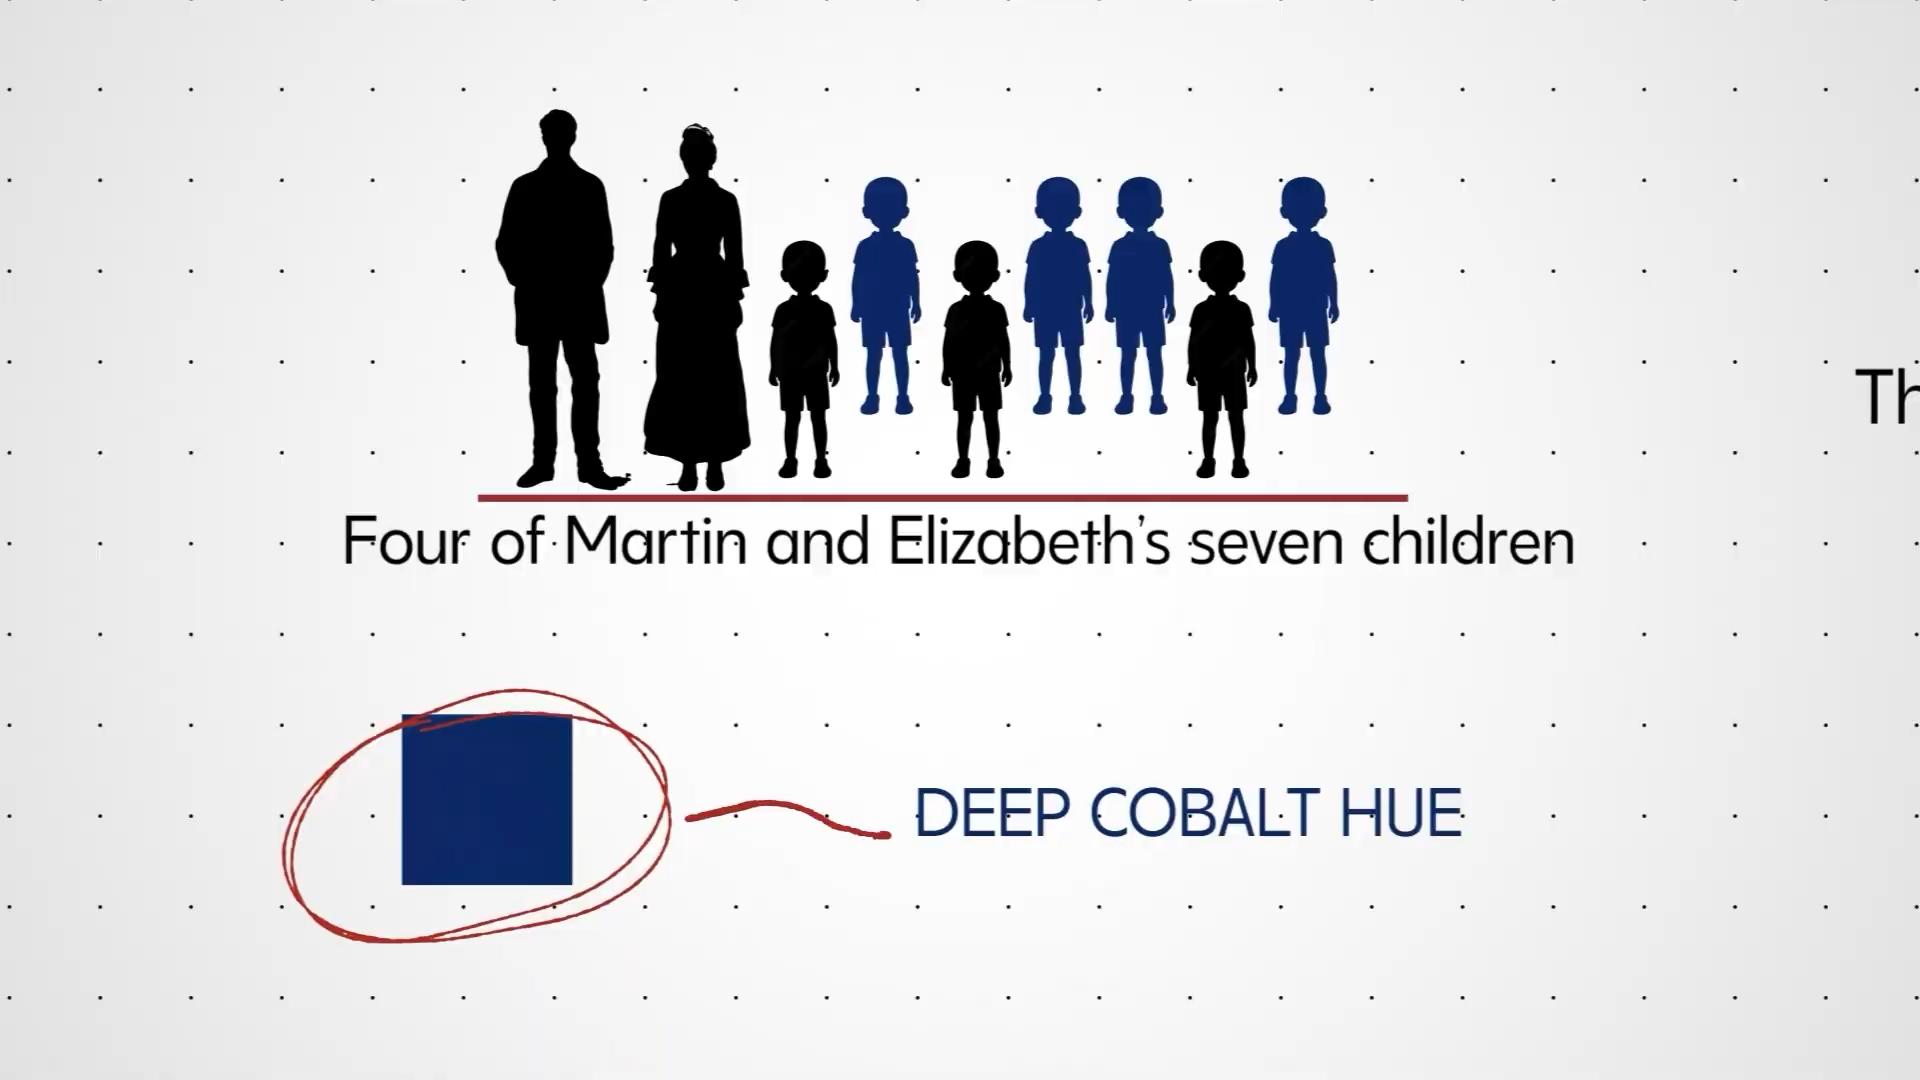 Four of Martin and Elizabeth's seven children
DEEP COBALT HUE